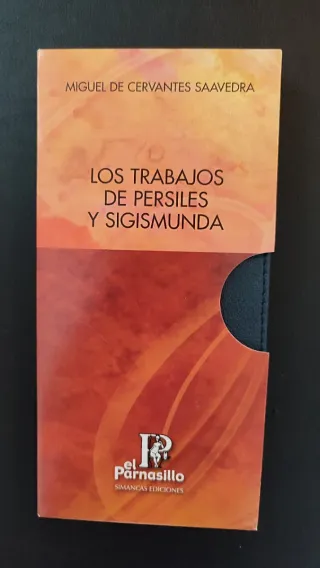 MIGUEL DE CERVANTES SAAVEDRA
LOS TRABAJOS
DE PERSILES
Y SIGISMUNDA
P
el
Parnasillo
SIMANCAS EDICIONES